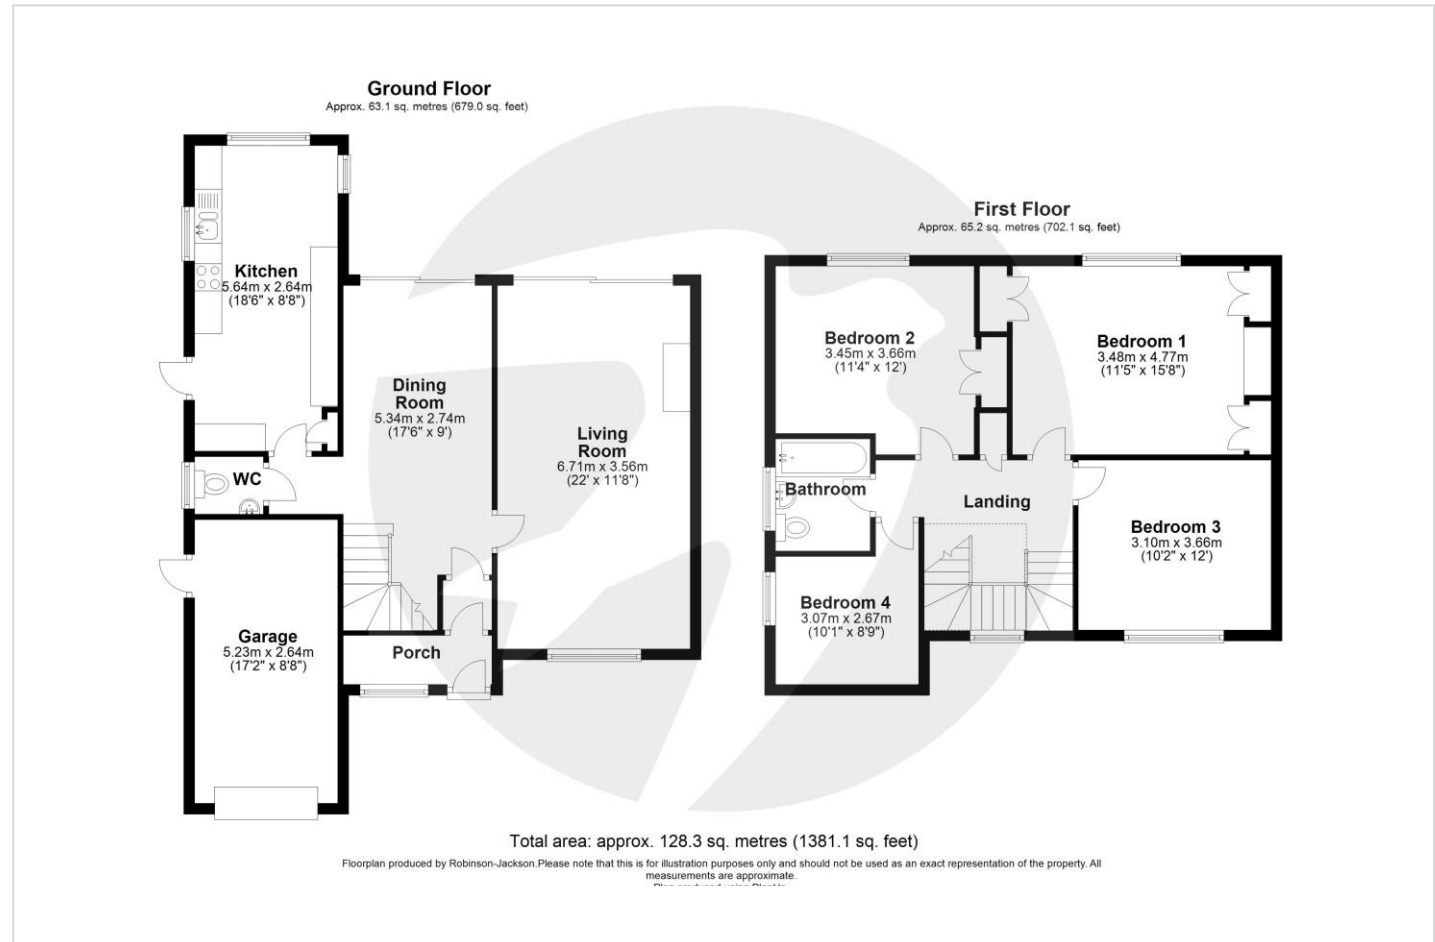 Ground Floor
Approx. 63.1 sq. metres (679.0 sq. feet)
Kitchen
5.64m x 2.64m
(18'6" x 8'8")
Dining
Room
5.34m x 2.74m
(17'6" x 9')
Living
Room
6.71m x 3.56m
(22' x 11'8")
WC
Garage
5.23m x 2.64m
(17'2" x 8'8")
Porch
First Floor
Approx. 65.2 sq. metres (702.1 sq. feet)
Bedroom 2
3.45m x 3.66m
(11'4" x 12')
Bedroom 1
3.48m x 4.77m
(11'5" x 15'8")
Bathroom
Landing
Bedroom 3
3.10m x 3.66m
(10'2" x 12')
Bedroom 4
3.07m x 2.67m
(10'1" x 8'9")
Total area: approx. 128.3 sq. metres (1381.1 sq. feet)
Floorplan produced by Robinson-Jackson.Please note that this is for illustration purposes only and should not be used as an exact representation of the property. All
measurements are approximate.